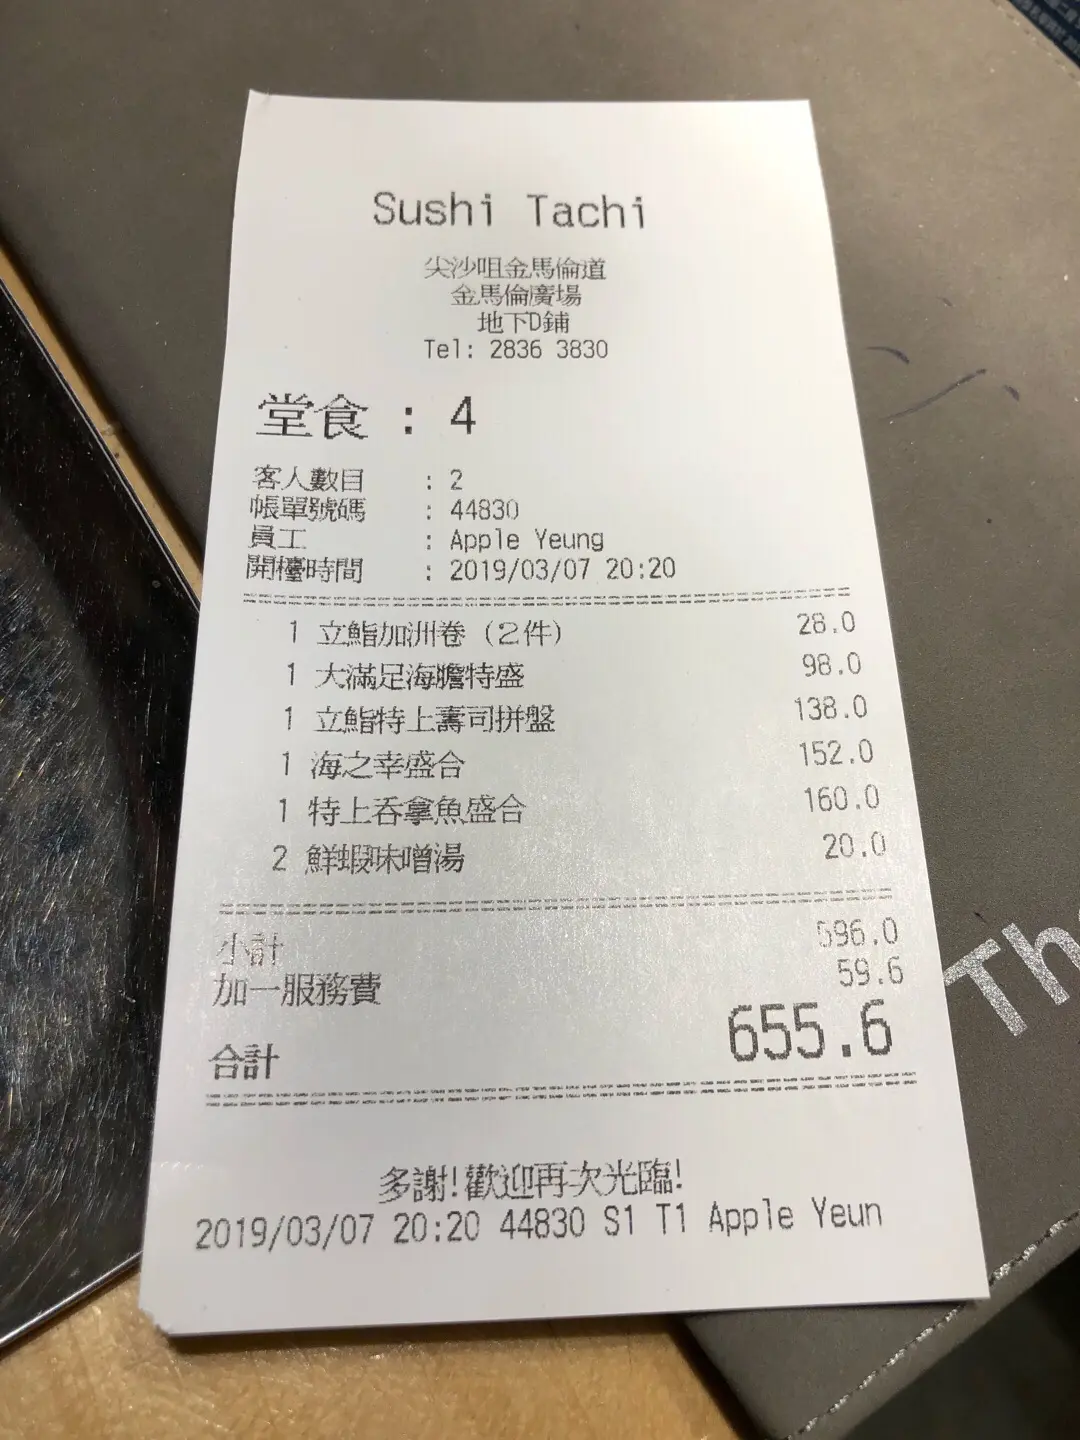 Sushi Tachi
尖沙咀金馬倫道
金馬倫廣場
地下D鋪
Tel: 2836 3830
堂食 : 4
客人數目 : 2
帳單號碼 : 44830
員工 : Apple Yeung
開檯時間 : 2019/03/07 20:20
1 立鮨加洲卷 (2件) 28.0
1 大滿足海膽特盛 98.0
1 立鮨特上壽司拼盤 138.0
1 海之幸盛合 152.0
1 特上吞拿魚盛合 160.0
2 鮮蝦味噌湯 20.0
小計 596.0
加一服務費 59.6
合計 655.6
多謝!歡迎再次光臨!
2019/03/07 20:20 44830 S1 T1 Apple Yeun
Th